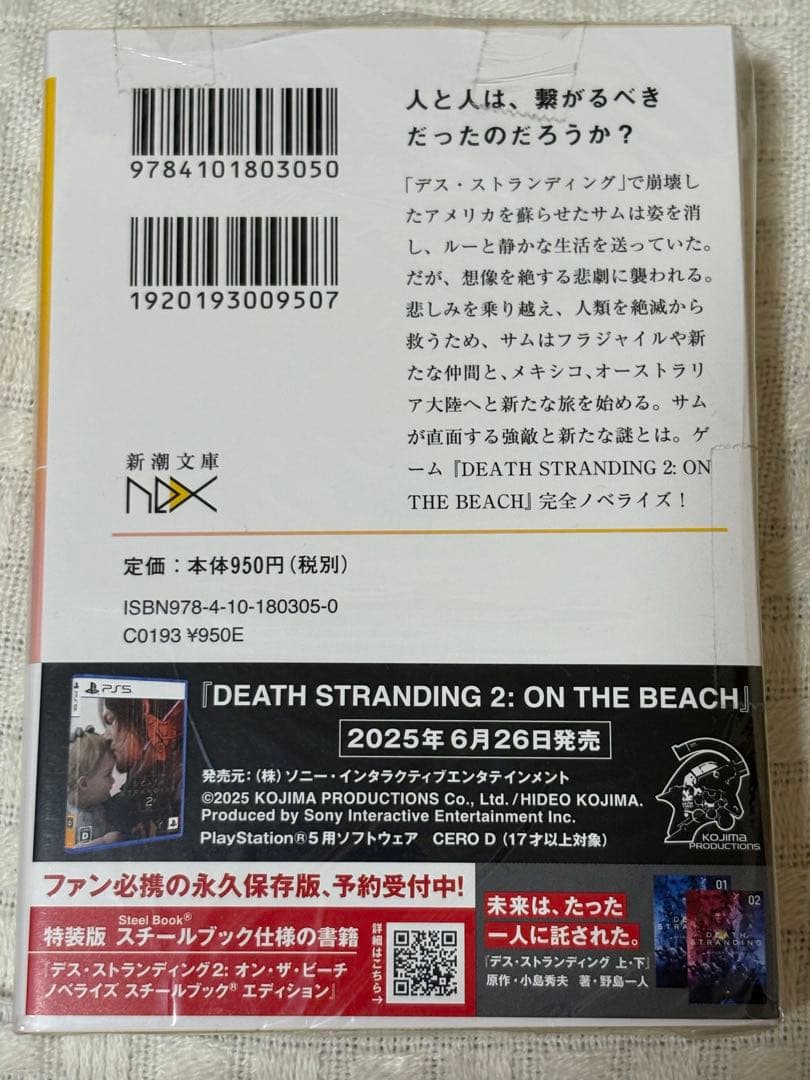 9784101803050
1920193009507
人と人は、繋がるべき
だったのだろうか？
「デス・ストランディング」で崩壊し
たアメリカを蘇らせたサムは姿を消
し、ルーと静かな生活を送っていた。
だが、想像を絶する悲劇に襲われる。
悲しみを乗り越え、人類を絶滅から
救うため、サムはフラジャイルや新
たな仲間と、メキシコ、オーストラリ
ア大陸へと新たな旅を始める。サム
が直面する強敵と新たな謎とは。ゲ
ーム『DEATH STRANDING 2: ON
THE BEACH』完全ノベライズ！
新潮文庫
nex
定価：本体950円（税別）
ISBN978-4-10-180305-0
C0193 ¥950E
PS5
DEATH
STRANDING
2
D
『DEATH STRANDING 2: ON THE BEACH』
2025年6月26日発売
発売元：（株）ソニー・インタラクティブエンタテインメント
©2025 KOJIMA PRODUCTIONS Co., Ltd. /HIDEO KOJIMA.
Produced by Sony Interactive Entertainment Inc.
PlayStation®5用ソフトウェア CERO D（17才以上対象）
KOJIMA
PRODUCTIONS
ファン必携の永久保存版、予約受付中！
Steel Book®
特装版 スチールブック仕様の書籍
『デス・ストランディング2: オン・ザ・ビーチ
ノベライズ スチールブック® エディション』
詳細はこちら→
未来は、たった
一人に託された。
『デス・ストランディング 上・下』
原作・小島秀夫 著・野島一人
01
DEATH
STRANDING
02
DEATH
STRANDING